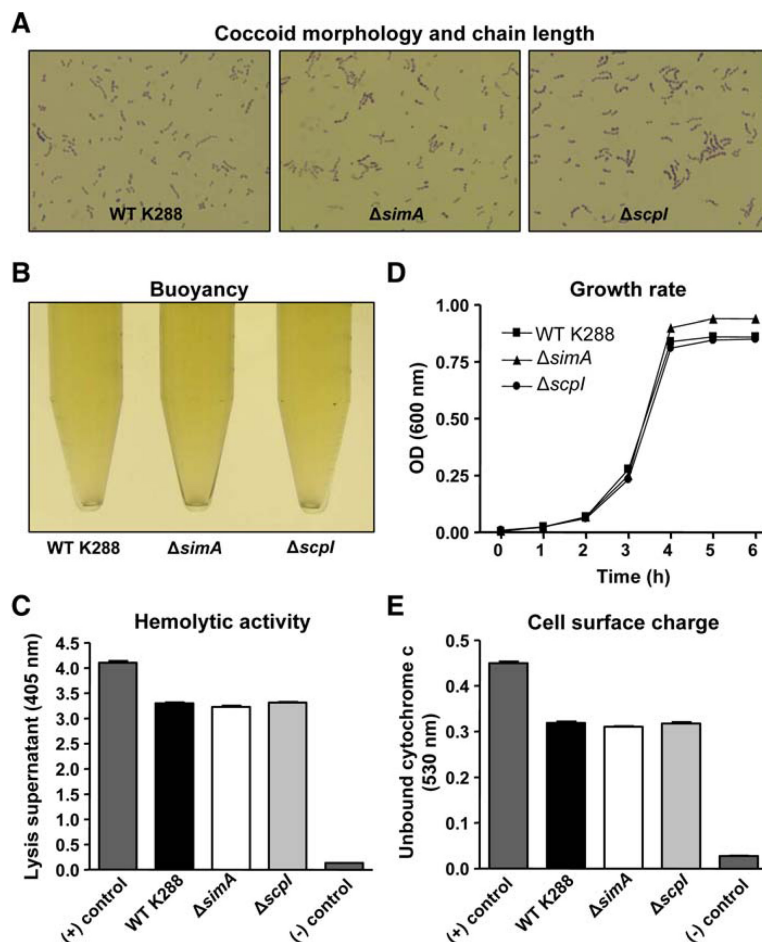 A
Coccoid morphology and chain length
WT K288
ΔsimA
ΔscpI
B
Buoyancy
WT K288
ΔsimA
ΔscpI
D
Growth rate
OD (600 nm)
1.00
0.75
0.50
0.25
0.00
WT K288
ΔsimA
ΔscpI
0 1 2 3 4 5 6
Time (h)
C
Hemolytic activity
Lysis supernatant (405 nm)
4.5
4.0
3.5
3.0
2.5
2.0
1.5
1.0
0.5
0.0
(+) control
WT K288
ΔsimA
ΔscpI
(-) control
E
Cell surface charge
Unbound cytochrome c
(530 nm)
0.5
0.4
0.3
0.2
0.1
0.0
(+) control
WT K288
ΔsimA
ΔscpI
(-) control